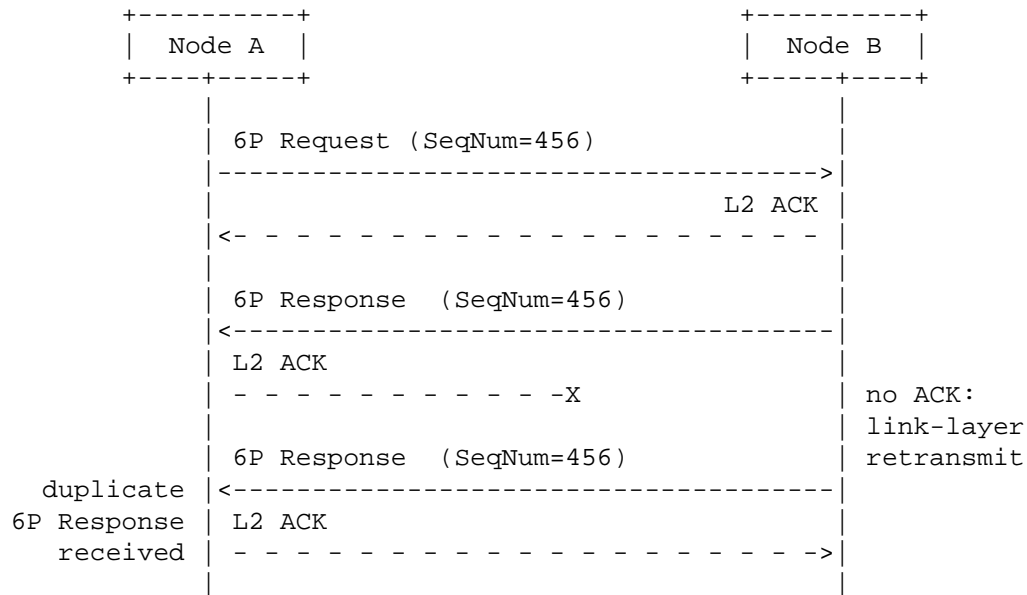 Node A Node B
6P Request (SeqNum=456)
L2 ACK
6P Response (SeqNum=456)
L2 ACK
X no ACK:
link-layer
6P Response (SeqNum=456) retransmit
duplicate
6P Response L2 ACK
received